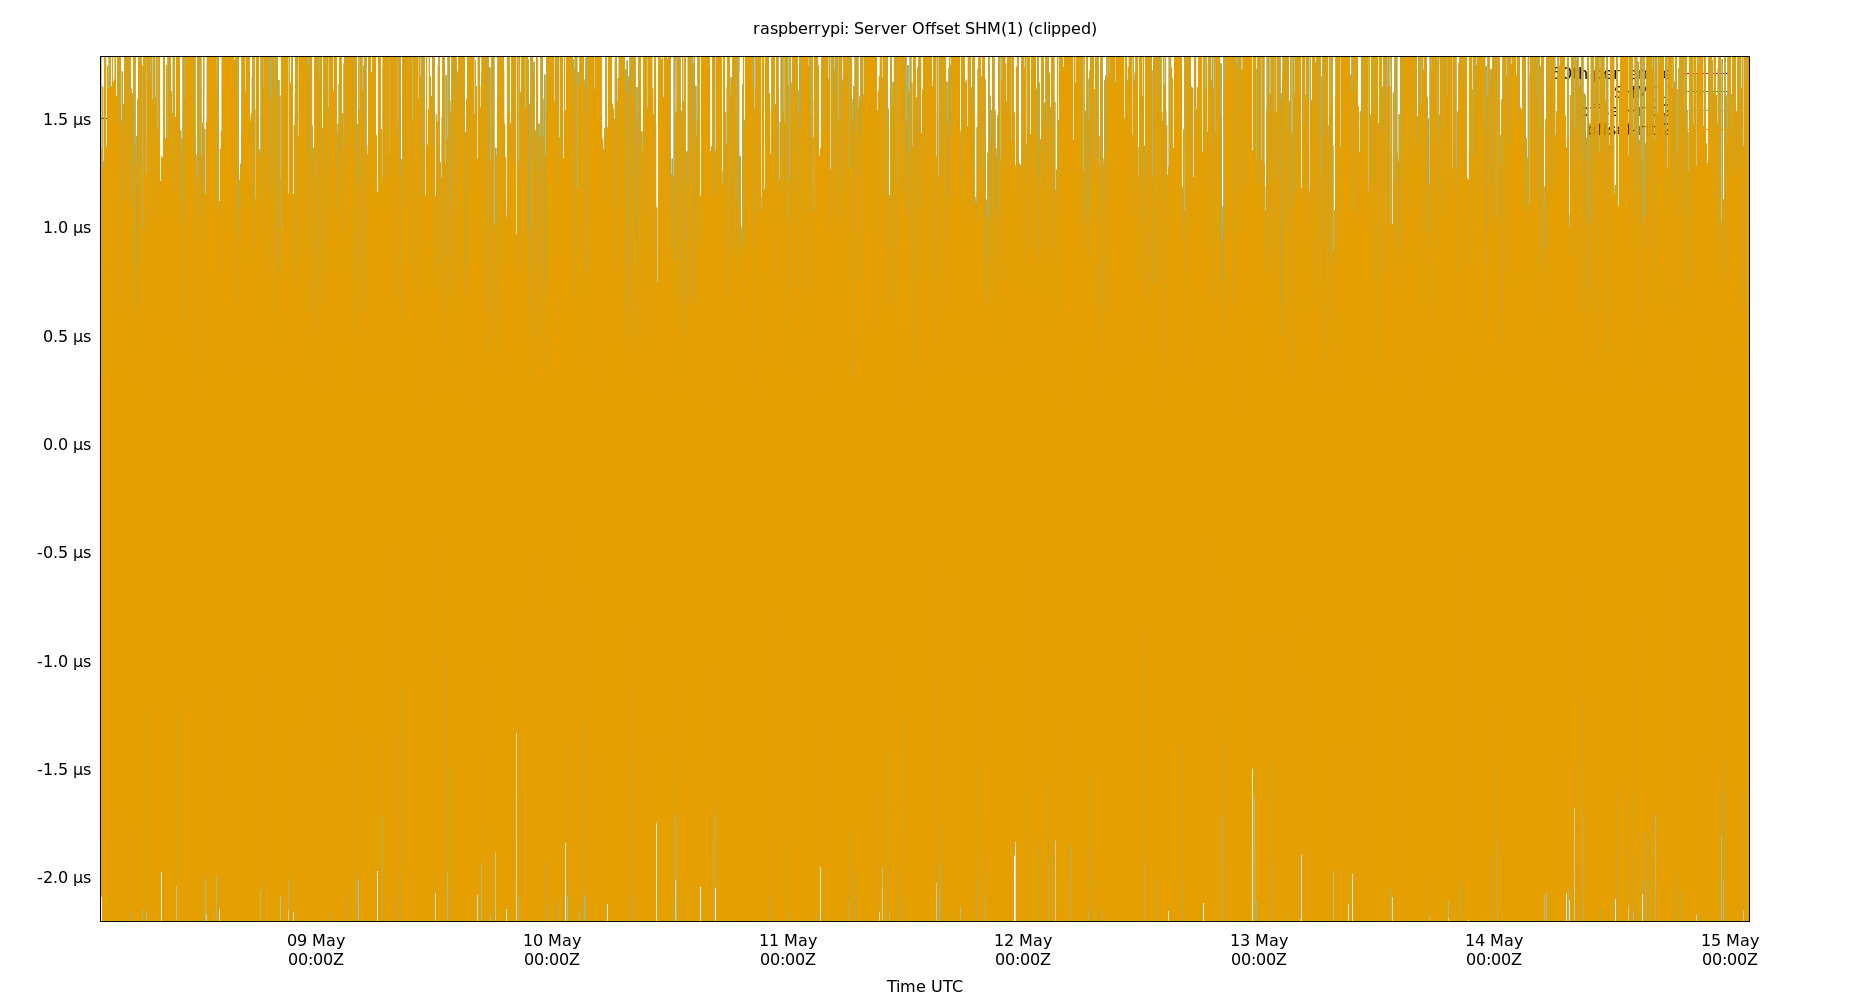 raspberrypi: Server Offset SHM(1) (clipped)
1.5 µs
1.0 µs
0.5 µs
0.0 µs
-0.5 µs
-1.0 µs
-1.5 µs
-2.0 µs
09 May 10 May 11 May 12 May 13 May 14 May 15 May
00:00Z 00:00Z 00:00Z 00:00Z 00:00Z 00:00Z 00:00Z
Time UTC